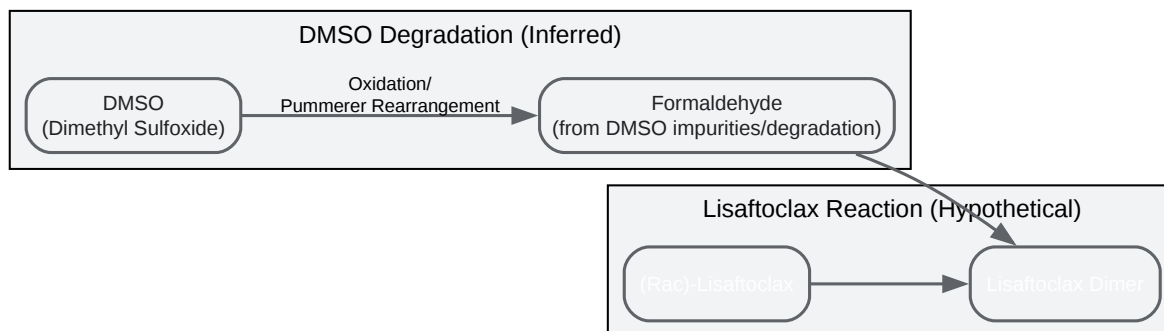 DMSO Degradation (Inferred)
DMSO
(Dimethyl Sulfoxide)
Oxidation/
Pummerer Rearrangement
Formaldehyde
(from DMSO impurities/degradation)
Lisaftoclax Reaction (Hypothetical)
(Rac)-Lisaftoclax
Lisaftoclax Dimer